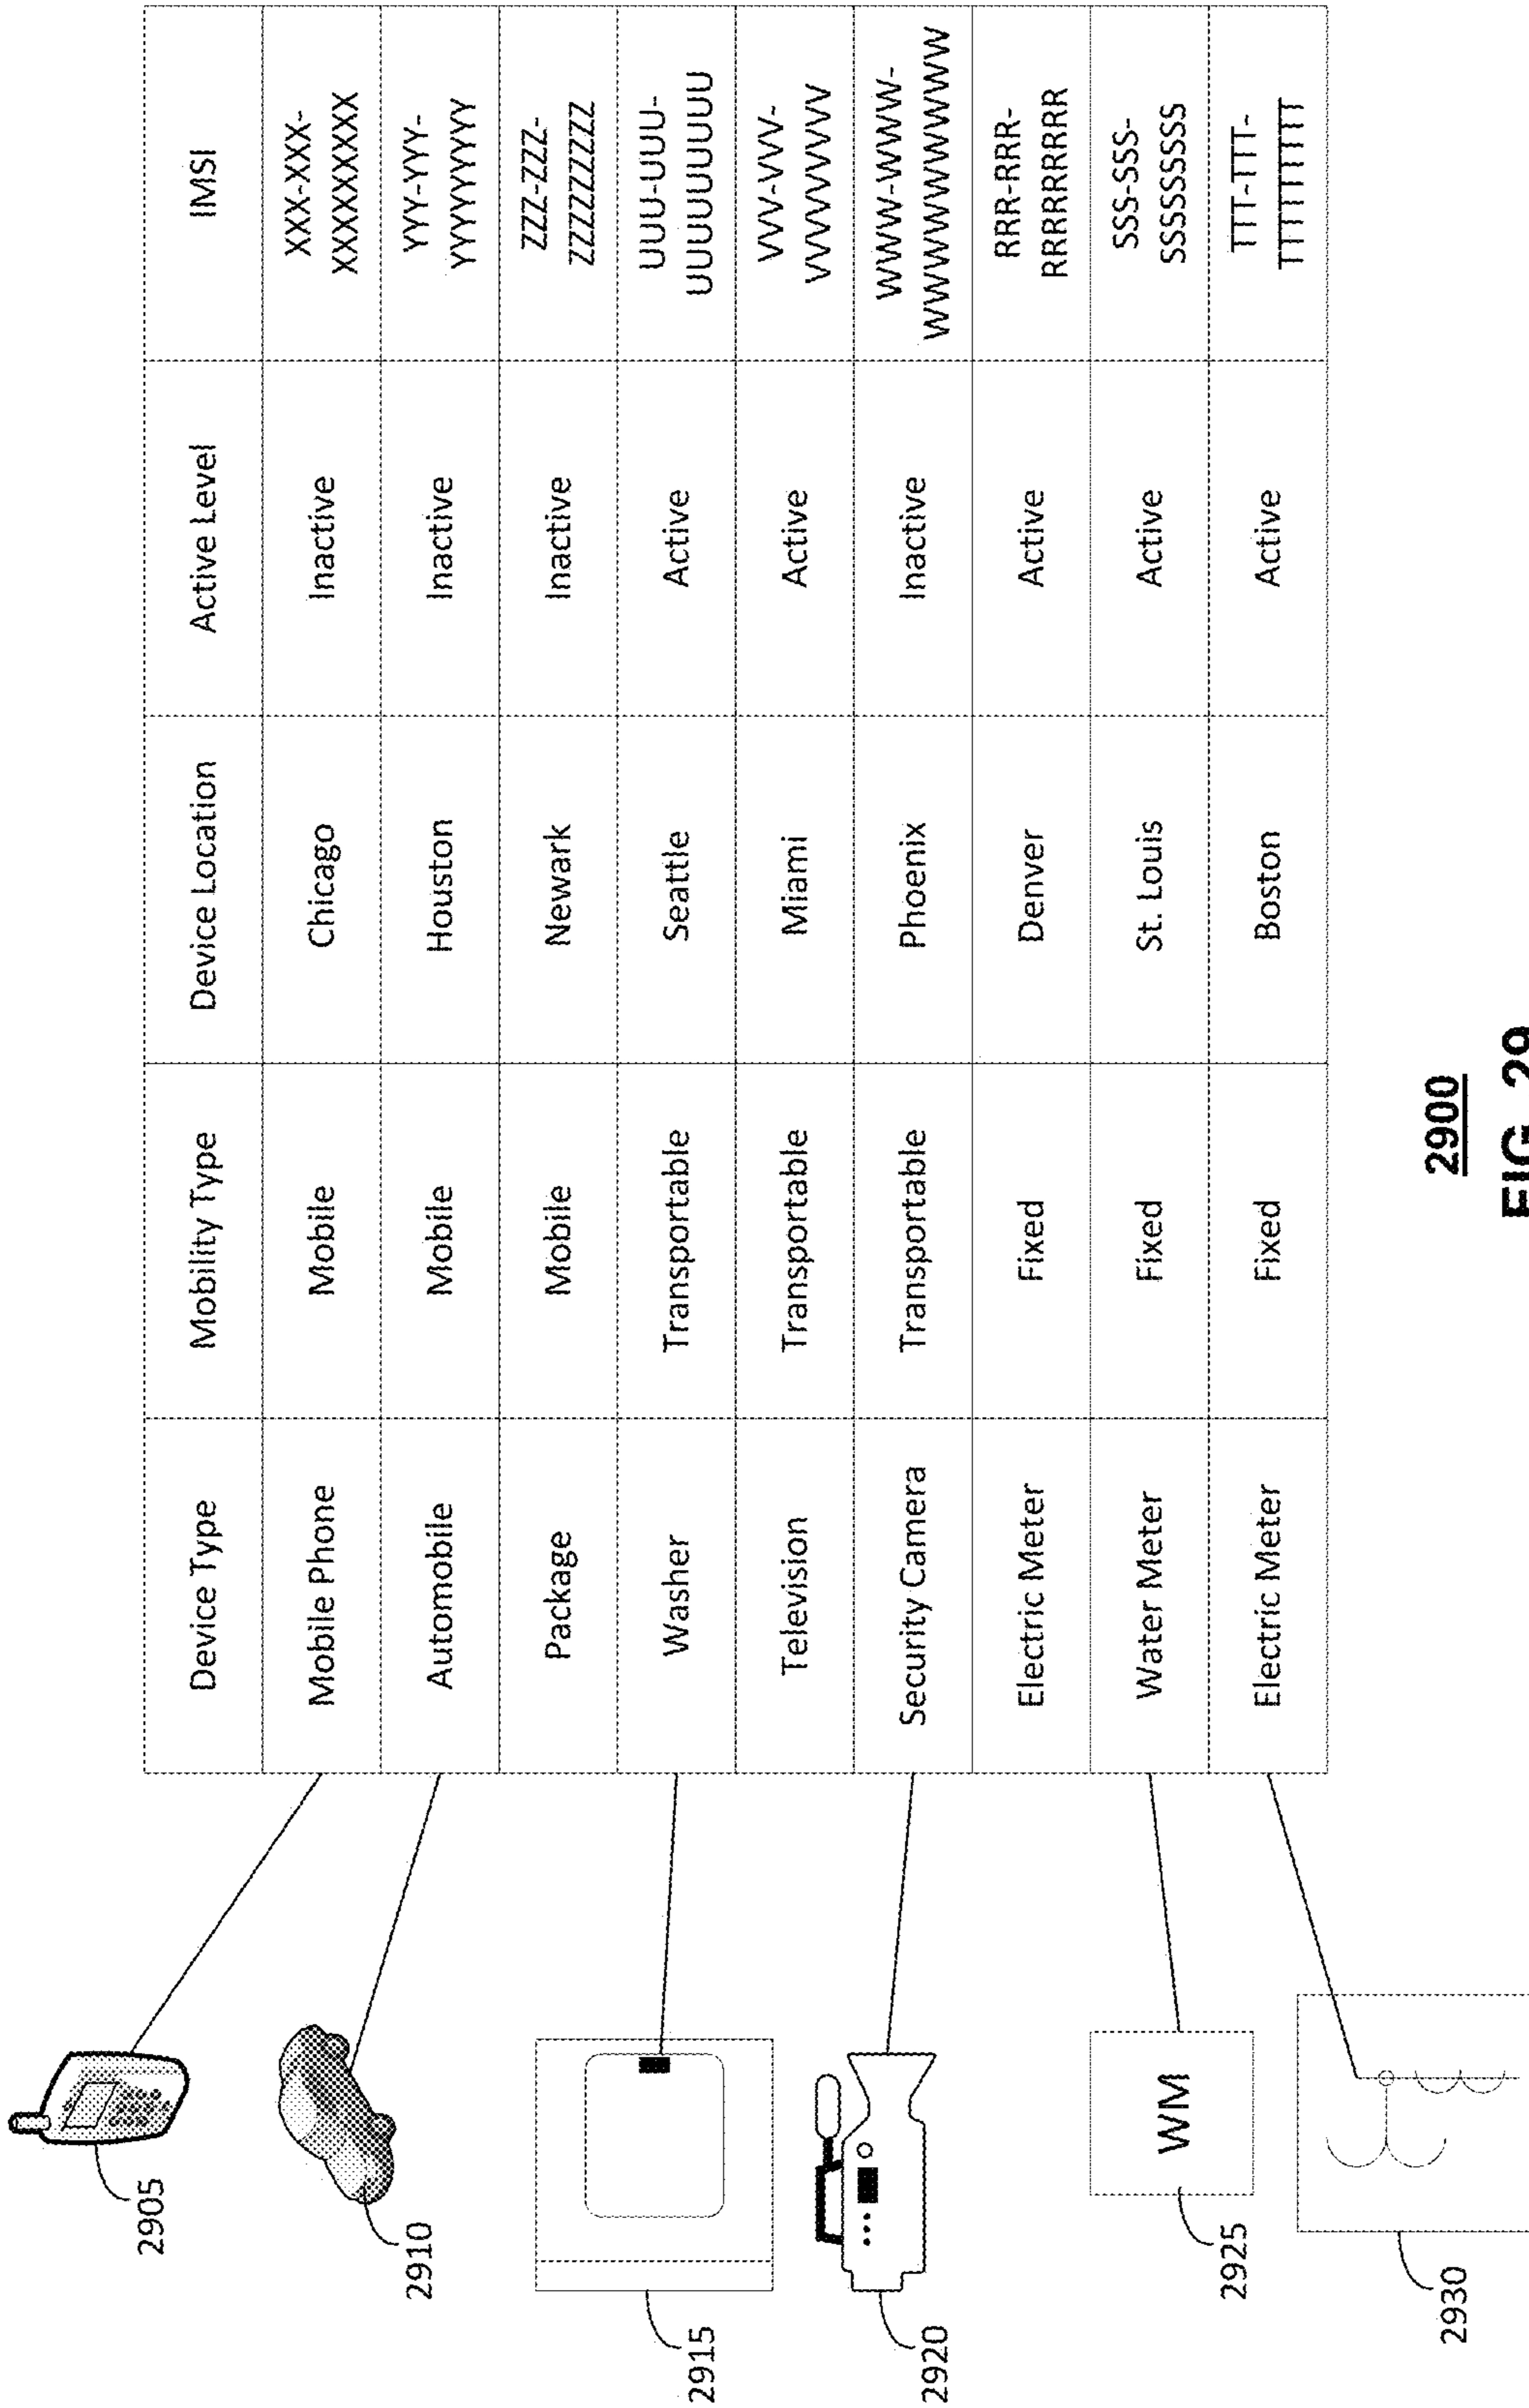 Device Type Mobility Type Device Location Active Level IMSI
Mobile Phone Mobile Chicago Inactive XXX-XXX-
XXXXXXXXX
Automobile Mobile Houston Inactive YYY-YYY-
YYYYYYYYY
Package Mobile Newark Inactive ZZZ-ZZZ-
ZZZZZZZZZ
Washer Transportable Seattle Active UUU-UUU-
UUUUUUUUU
Television Transportable Miami Active VVV-VVV-
VVVVVVVVV
Security Camera Transportable Phoenix Inactive WWW-WWW-
WWWWWWWWW
Electric Meter Fixed Denver Active RRR-RRR-
RRRRRRRRR
Water Meter Fixed St. Louis Active SSS-SSS-
SSSSSSSSS
Electric Meter Fixed Boston Active TTT-TTT-
TTTTTTTTT
2905
2910
2915
2920
WM
2925
2930
2900
FIG. 29